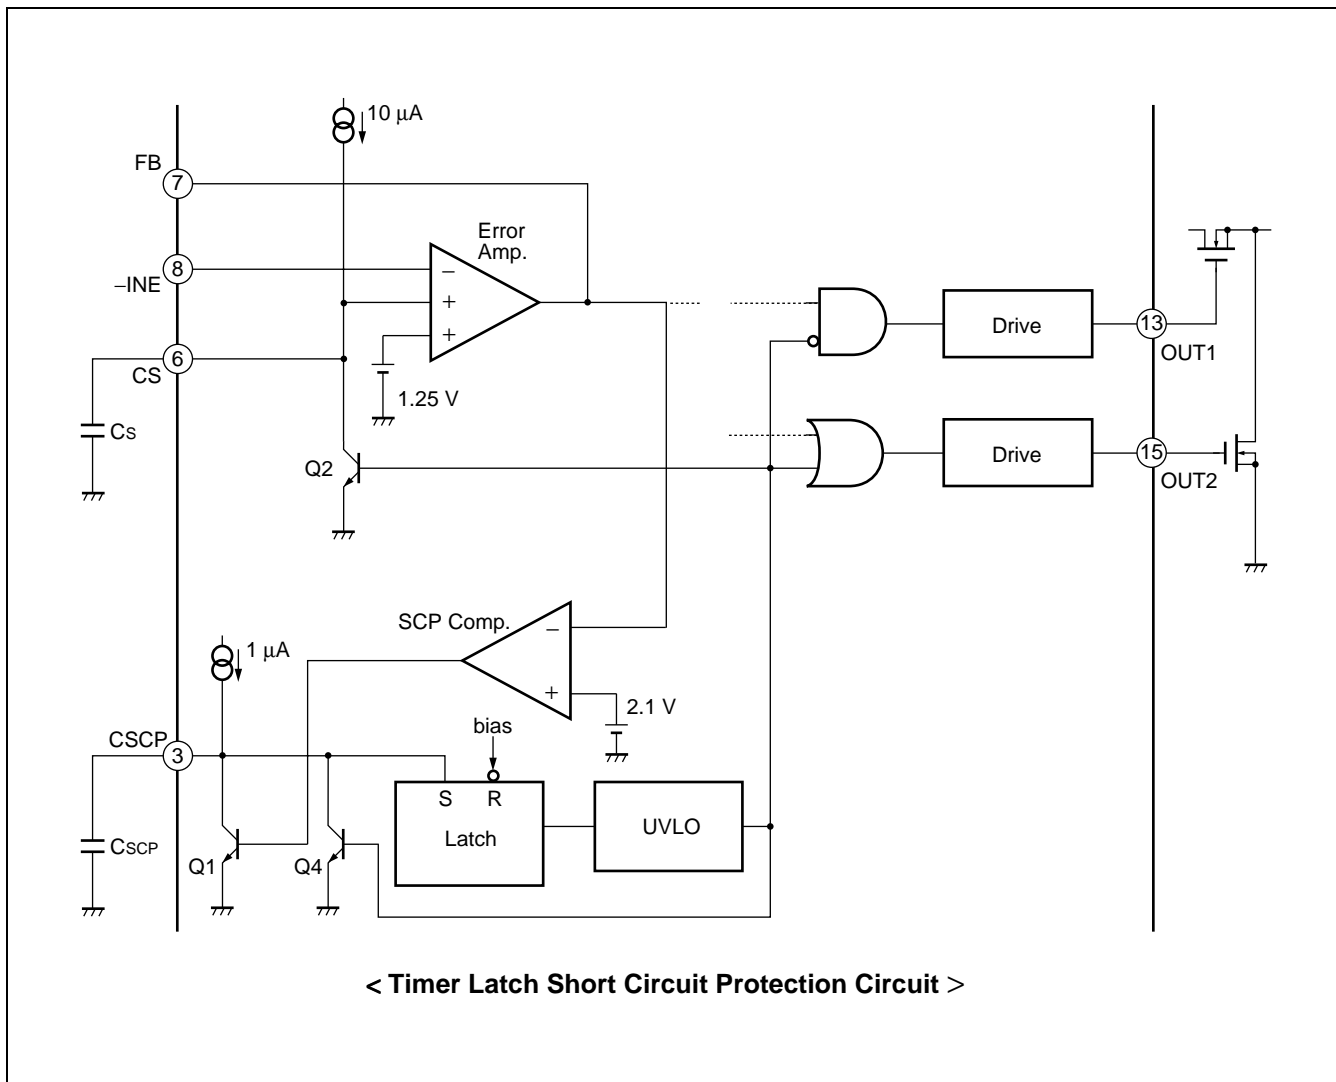 10 μA
FB
7
Error
Amp.
8
−INE
−
+
+
6
CS
1.25 V
Cs
Q2
Drive
13
OUT1
Drive
15
OUT2
SCP Comp.
−
+
1 μA
2.1 V
bias
CSCP
3
S R
Latch
UVLO
CSCP
Q1
Q4
< Timer Latch Short Circuit Protection Circuit >